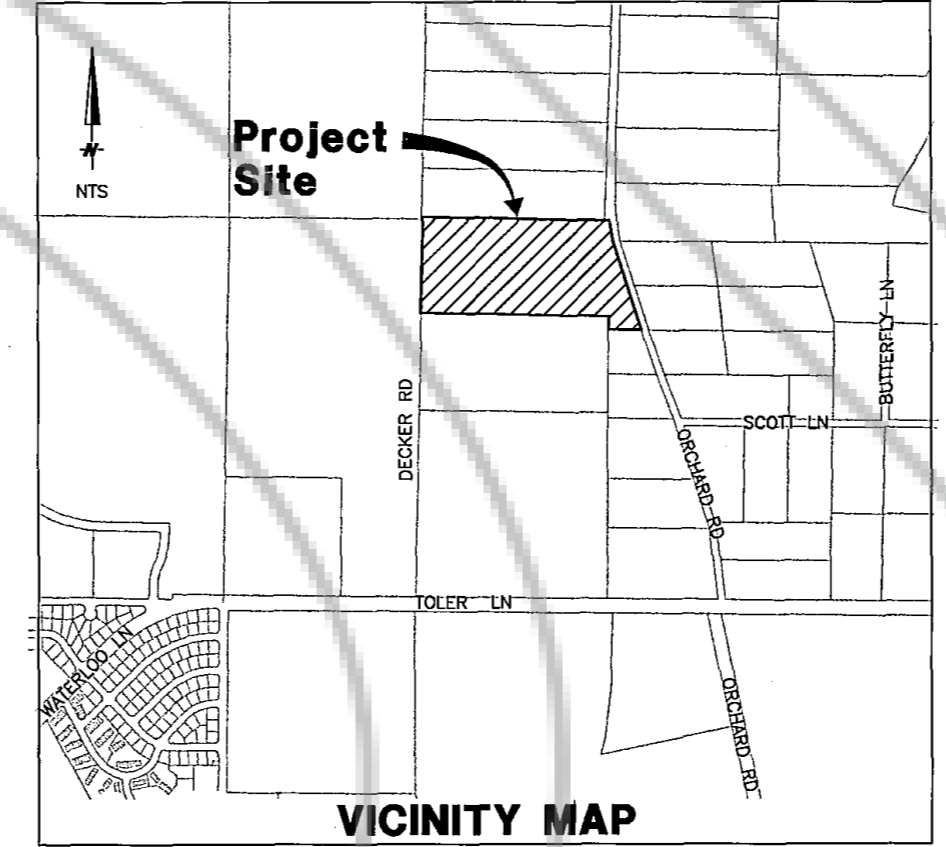 Project
Site
N
NTS
BUTTERFLY LN
DECKER RD
SCOTT LN
ORCHARD RD
TOLER LN
WATERLOO LN
ORCHARD RD
VICINITY MAP